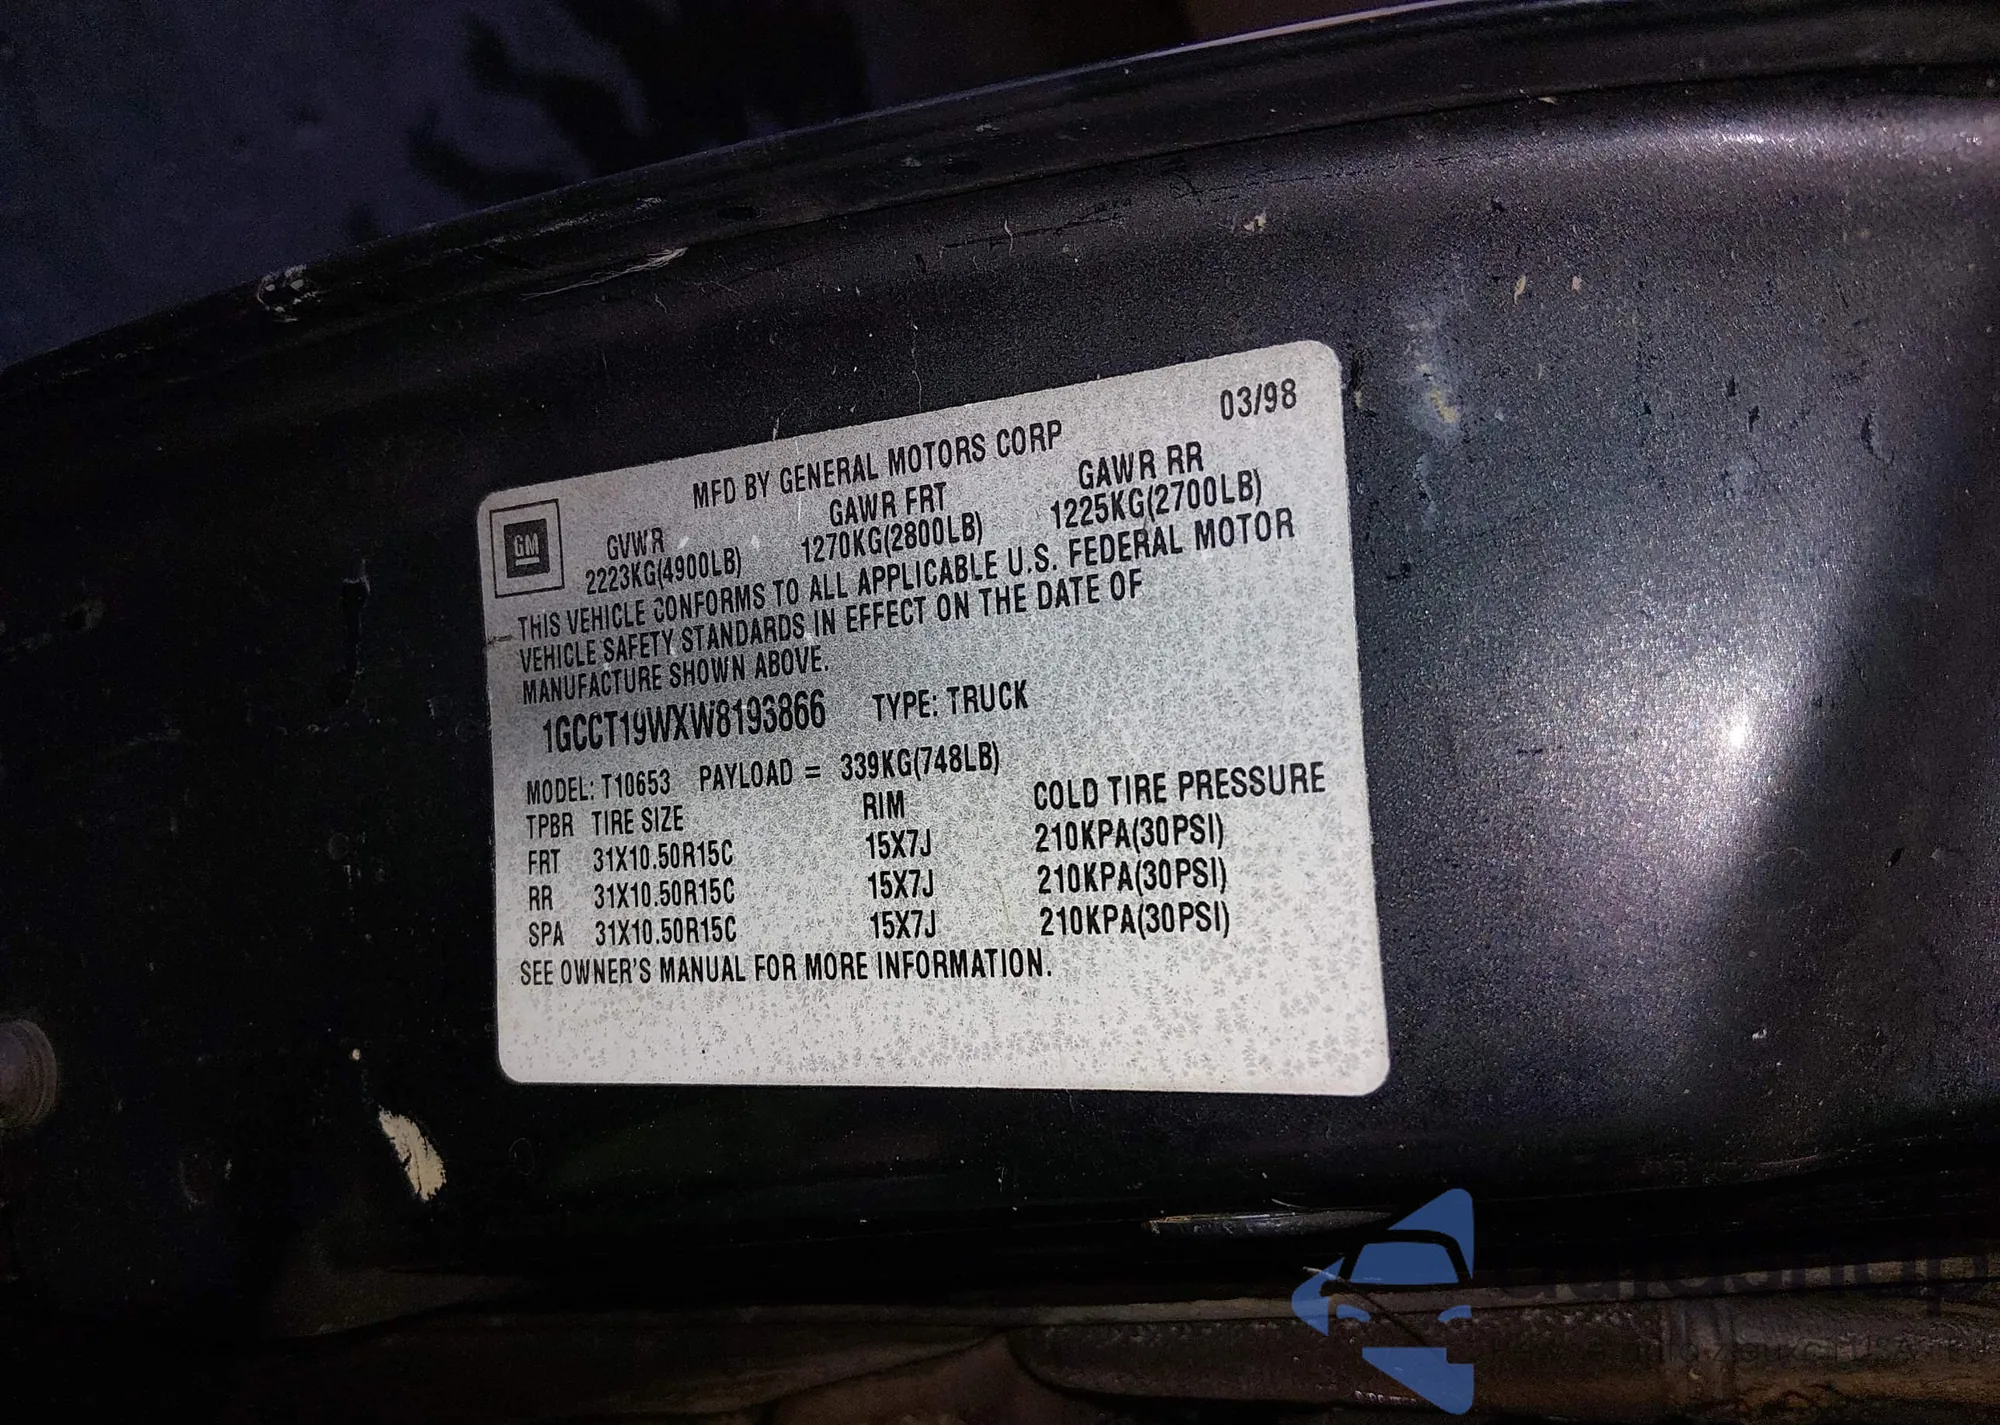 03/98
MFD BY GENERAL MOTORS CORP
GM
GVWR GAWR FRT GAWR RR
2223KG(4900LB) 1270KG(2800LB) 1225KG(2700LB)
THIS VEHICLE CONFORMS TO ALL APPLICABLE U.S. FEDERAL MOTOR
VEHICLE SAFETY STANDARDS IN EFFECT ON THE DATE OF
MANUFACTURE SHOWN ABOVE.
1GCCT19WXW8193866 TYPE: TRUCK
MODEL: T10653 PAYLOAD = 339KG(748LB)
TPBR TIRE SIZE RIM COLD TIRE PRESSURE
FRT 31X10.50R15C 15X7J 210KPA(30PSI)
RR 31X10.50R15C 15X7J 210KPA(30PSI)
SPA 31X10.50R15C 15X7J 210KPA(30PSI)
SEE OWNER'S MANUAL FOR MORE INFORMATION.